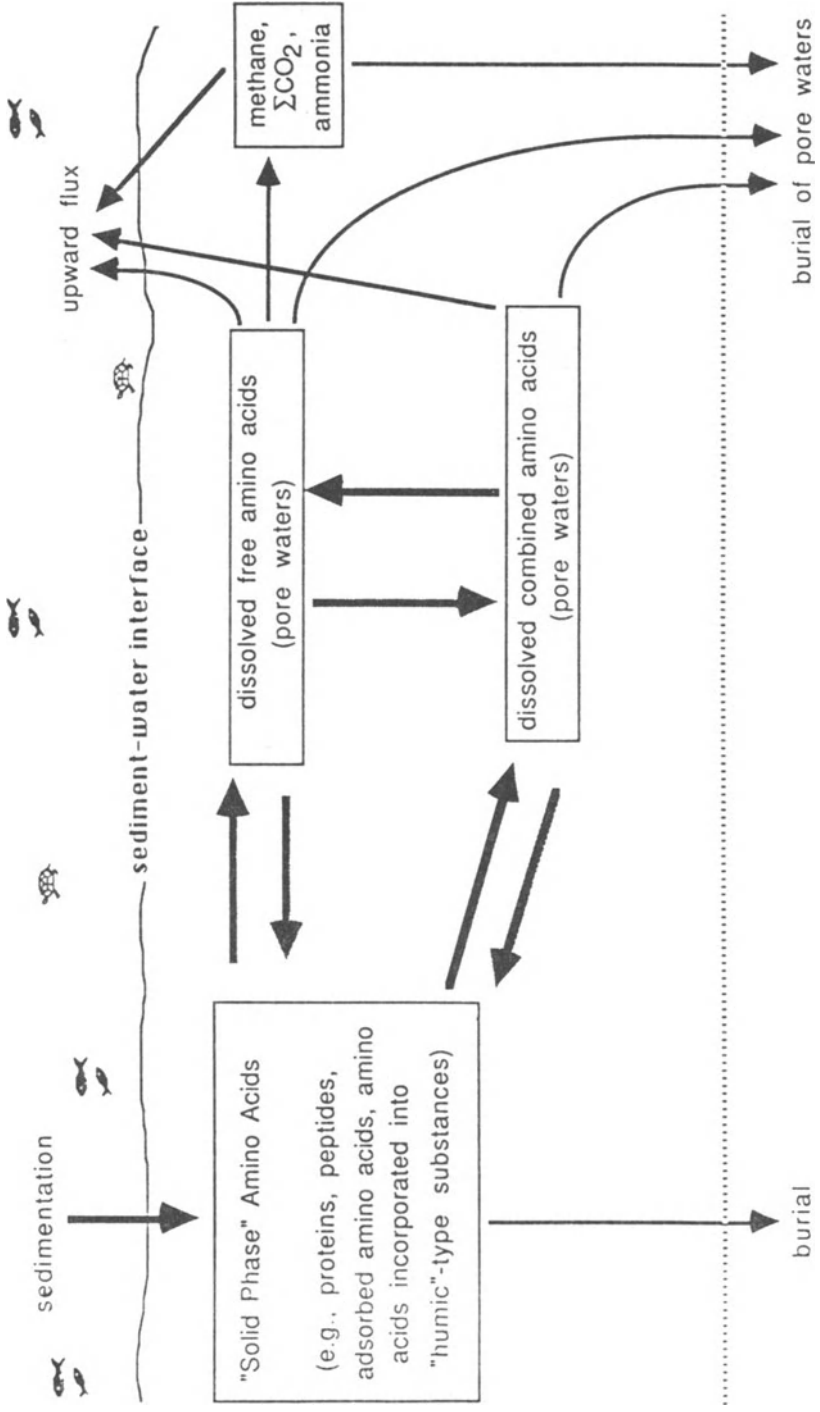 sedimentation
upward flux
sediment-water interface
"Solid Phase" Amino Acids
(e.g., proteins, peptides,
adsorbed amino acids, amino
acids incorporated into
"humic"-type substances)
dissolved free amino acids
(pore waters)
methane,
ΣCO₂,
ammonia
dissolved combined amino acids
(pore waters)
burial
burial of pore waters